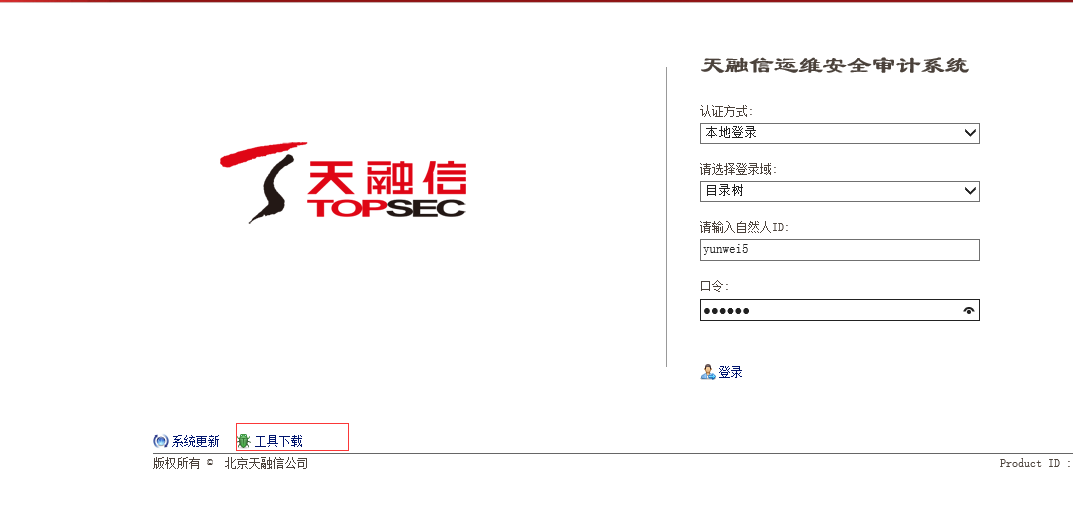 天融信运维安全审计系统
天融信
TOPSEC
认证方式:
本地登录
请选择登录域:
目录树
请输入自然人ID:
yunwei5
口令:
●●●●●●
登录
系统更新 工具下载
版权所有 © 北京天融信公司 Product ID :